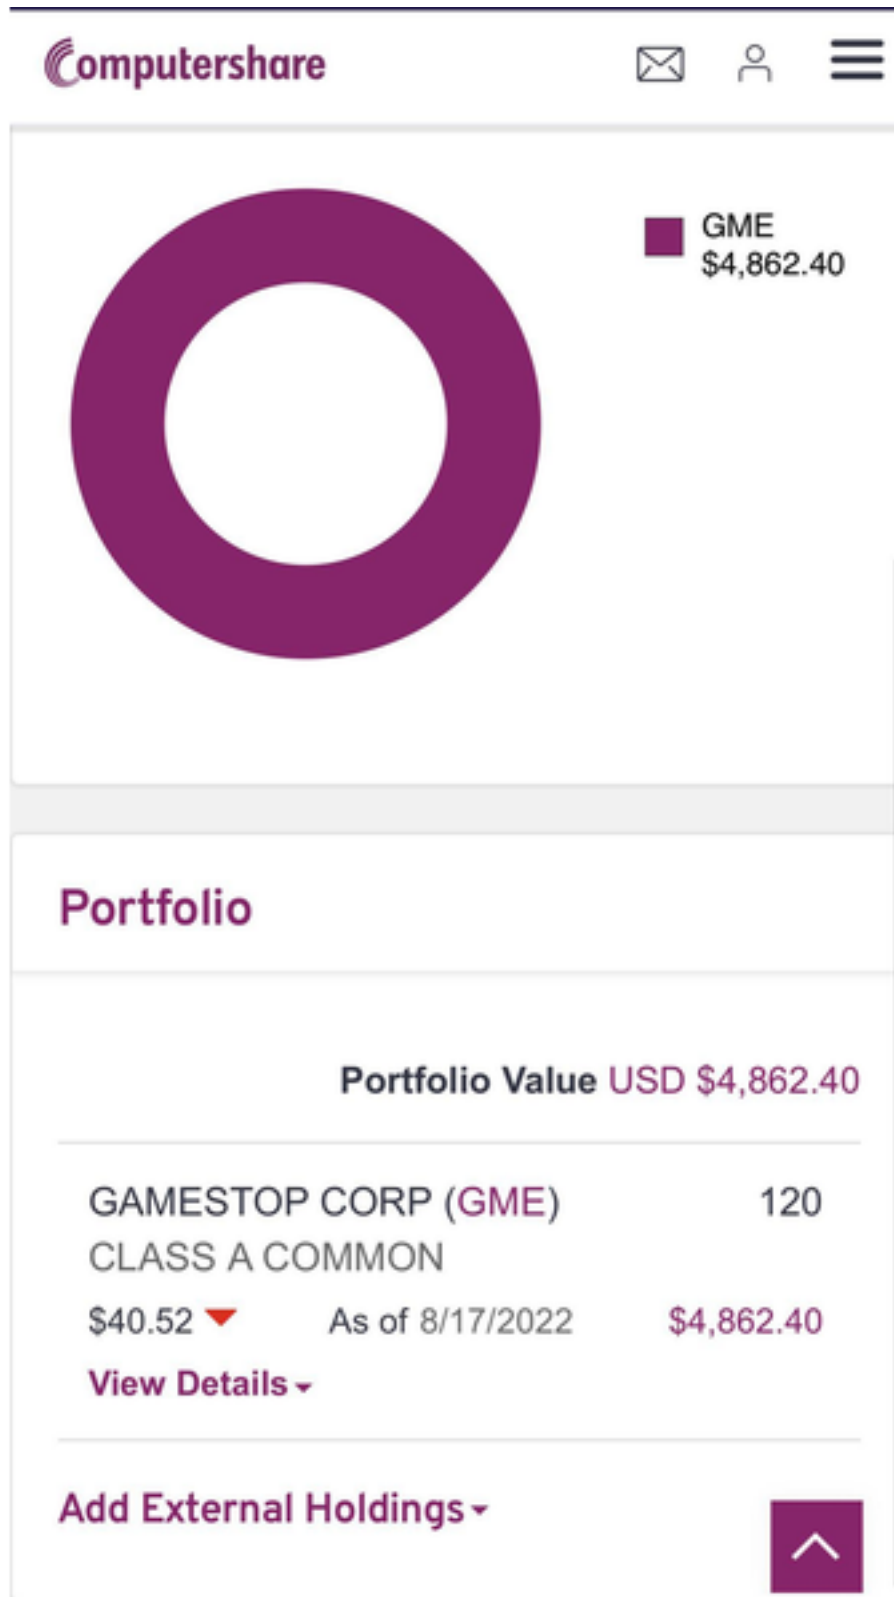 Computershare
GME
$4,862.40
Portfolio
Portfolio Value USD $4,862.40
GAMESTOP CORP (GME) 120
CLASS A COMMON
$40.52 As of 8/17/2022 $4,862.40
View Details
Add External Holdings